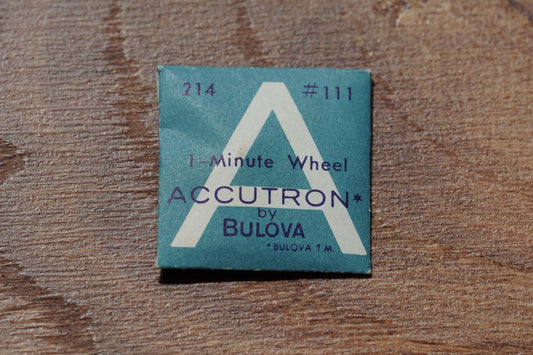 214 #111
1-Minute Wheel
ACCUTRON*
by
BULOVA
*BULOVA T.M.